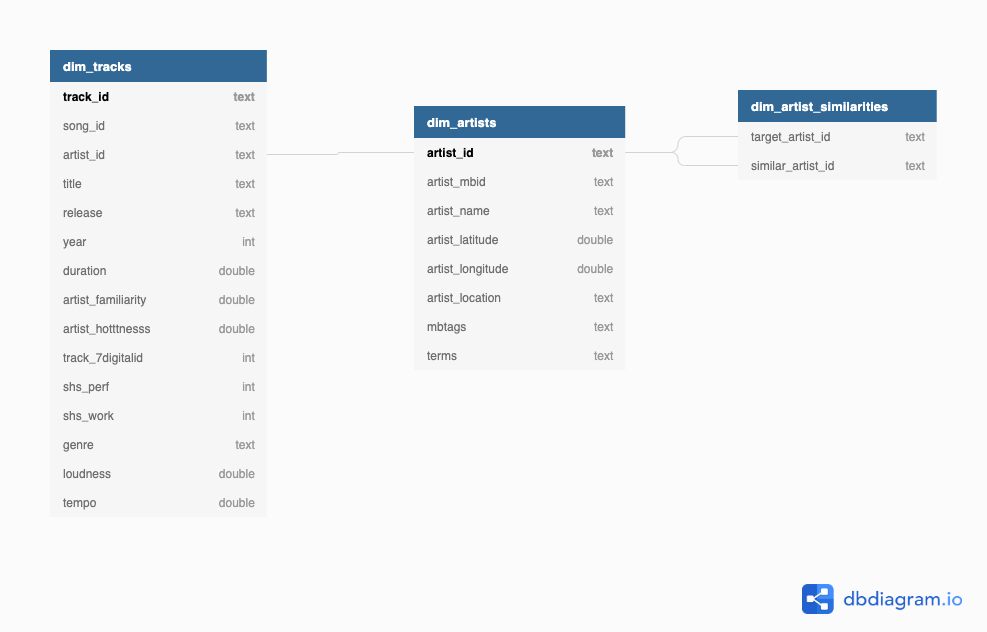 dim_tracks
track_id text
song_id text
artist_id text
title text
release text
year int
duration double
artist_familiarity double
artist_hotttnesss double
track_7digitalid int
shs_perf int
shs_work int
genre text
loudness double
tempo double
dim_artists
artist_id text
artist_mbid text
artist_name text
artist_latitude double
artist_longitude double
artist_location text
mbtags text
terms text
dim_artist_similarities
target_artist_id text
similar_artist_id text
dbdiagram.io